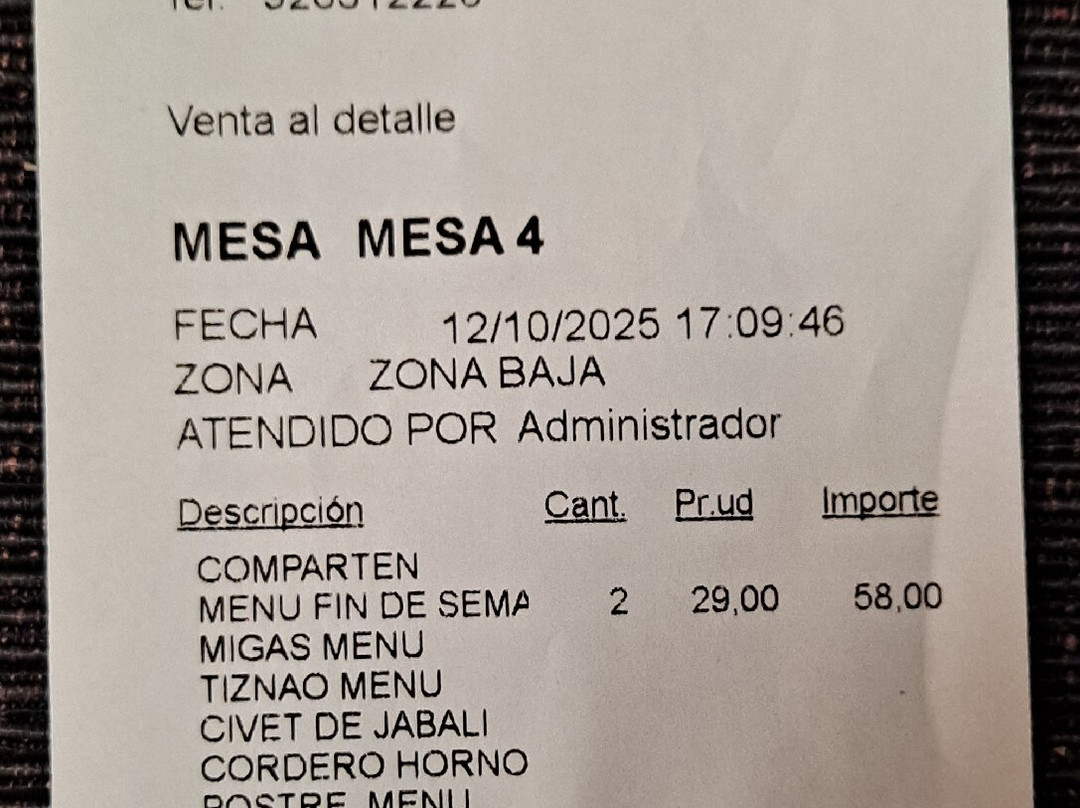 Venta al detalle
MESA MESA 4
FECHA 12/10/2025 17:09:46
ZONA ZONA BAJA
ATENDIDO POR Administrador
Descripción Cant. Pr.ud Importe
COMPARTEN
MENU FIN DE SEMA 2 29,00 58,00
MIGAS MENU
TIZNAO MENU
CIVET DE JABALI
CORDERO HORNO
POSTRE MENU